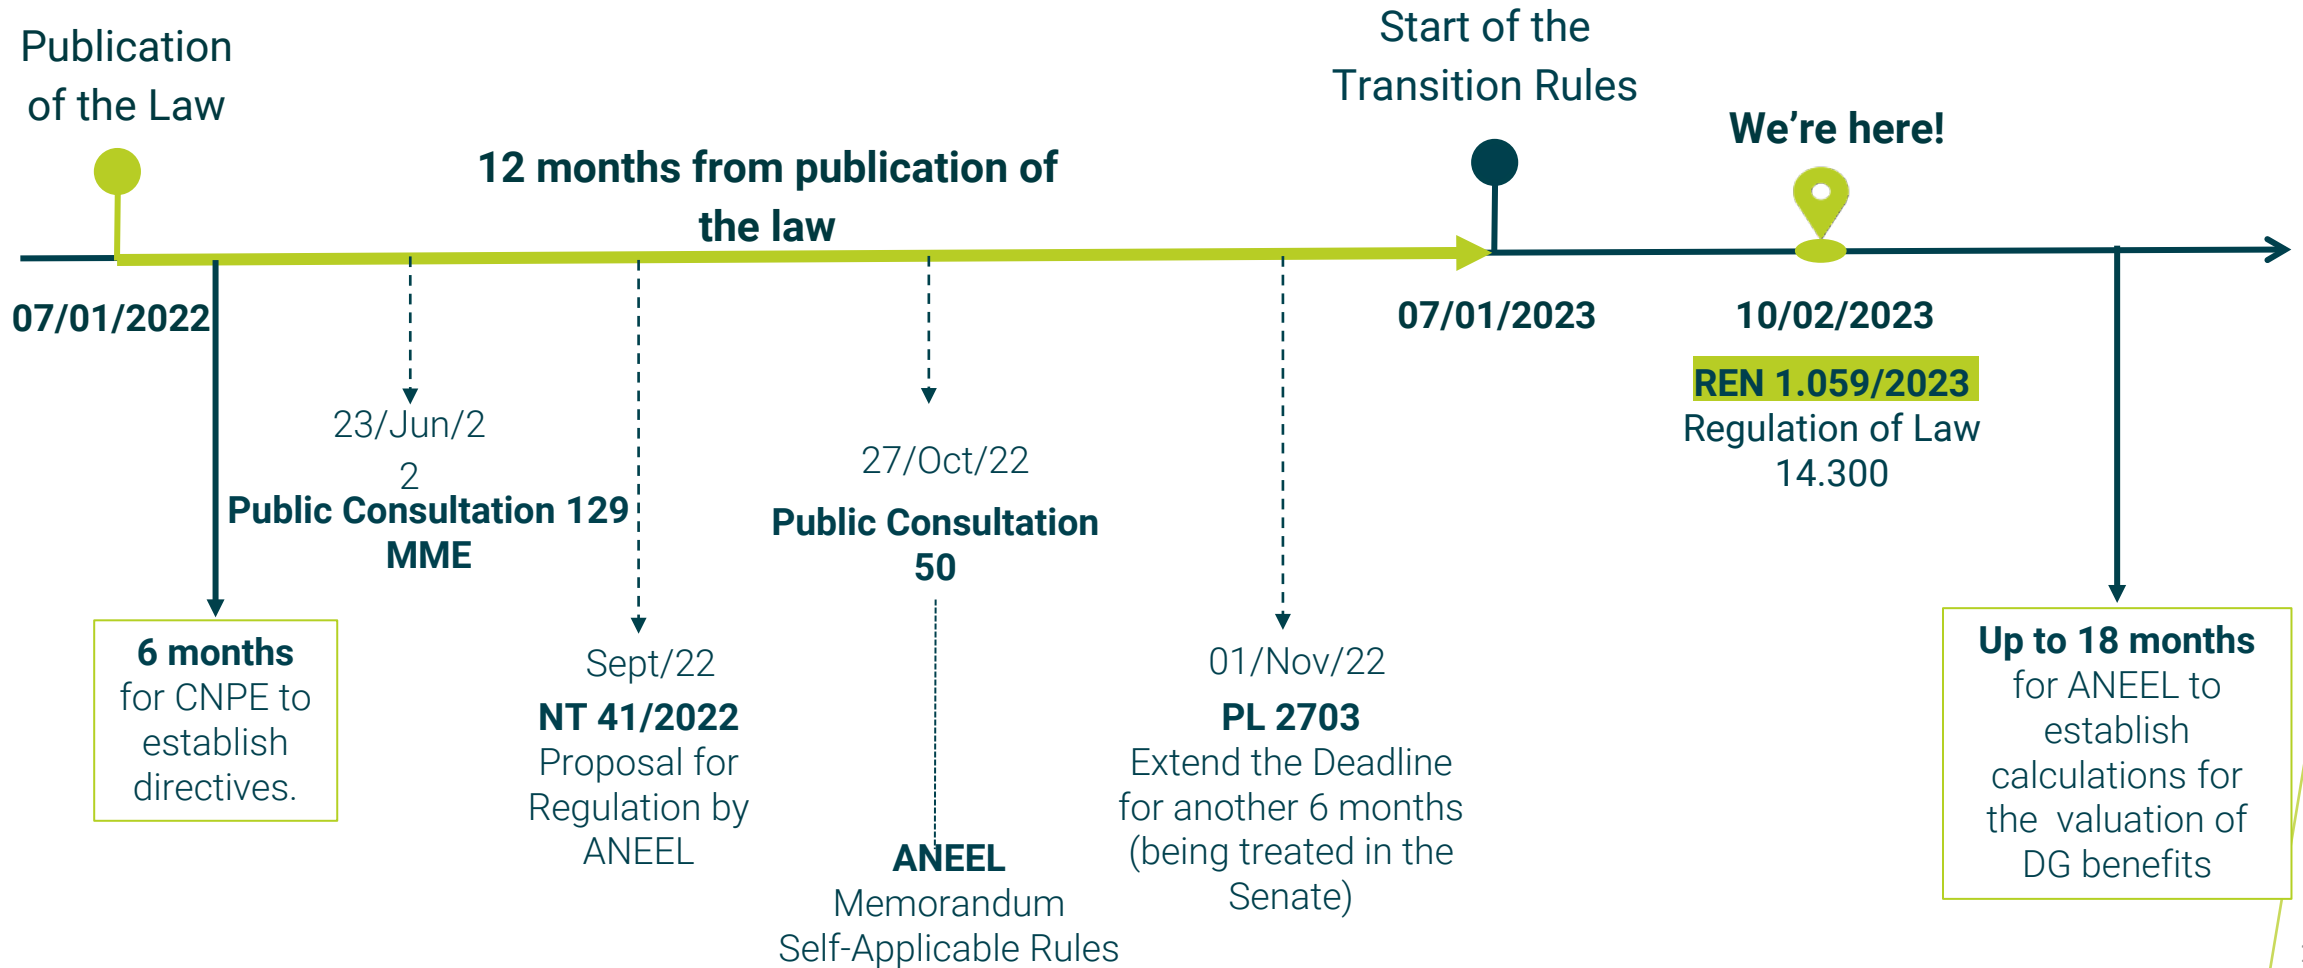 Publication
of the Law
12 months from publication of
the law
Start of the
Transition Rules
We’re here!
07/01/2022
07/01/2023
10/02/2023
REN 1.059/2023
Regulation of Law
14.300
23/Jun/2
2
Public Consultation 129
MME
27/Oct/22
Public Consultation
50
6 months
for CNPE to
establish
directives.
Sept/22
NT 41/2022
Proposal for
Regulation by
ANEEL
ANEEL
Memorandum
Self-Applicable Rules
01/Nov/22
PL 2703
Extend the Deadline
for another 6 months
(being treated in the
Senate)
Up to 18 months
for ANEEL to
establish
calculations for
the valuation of
DG benefits